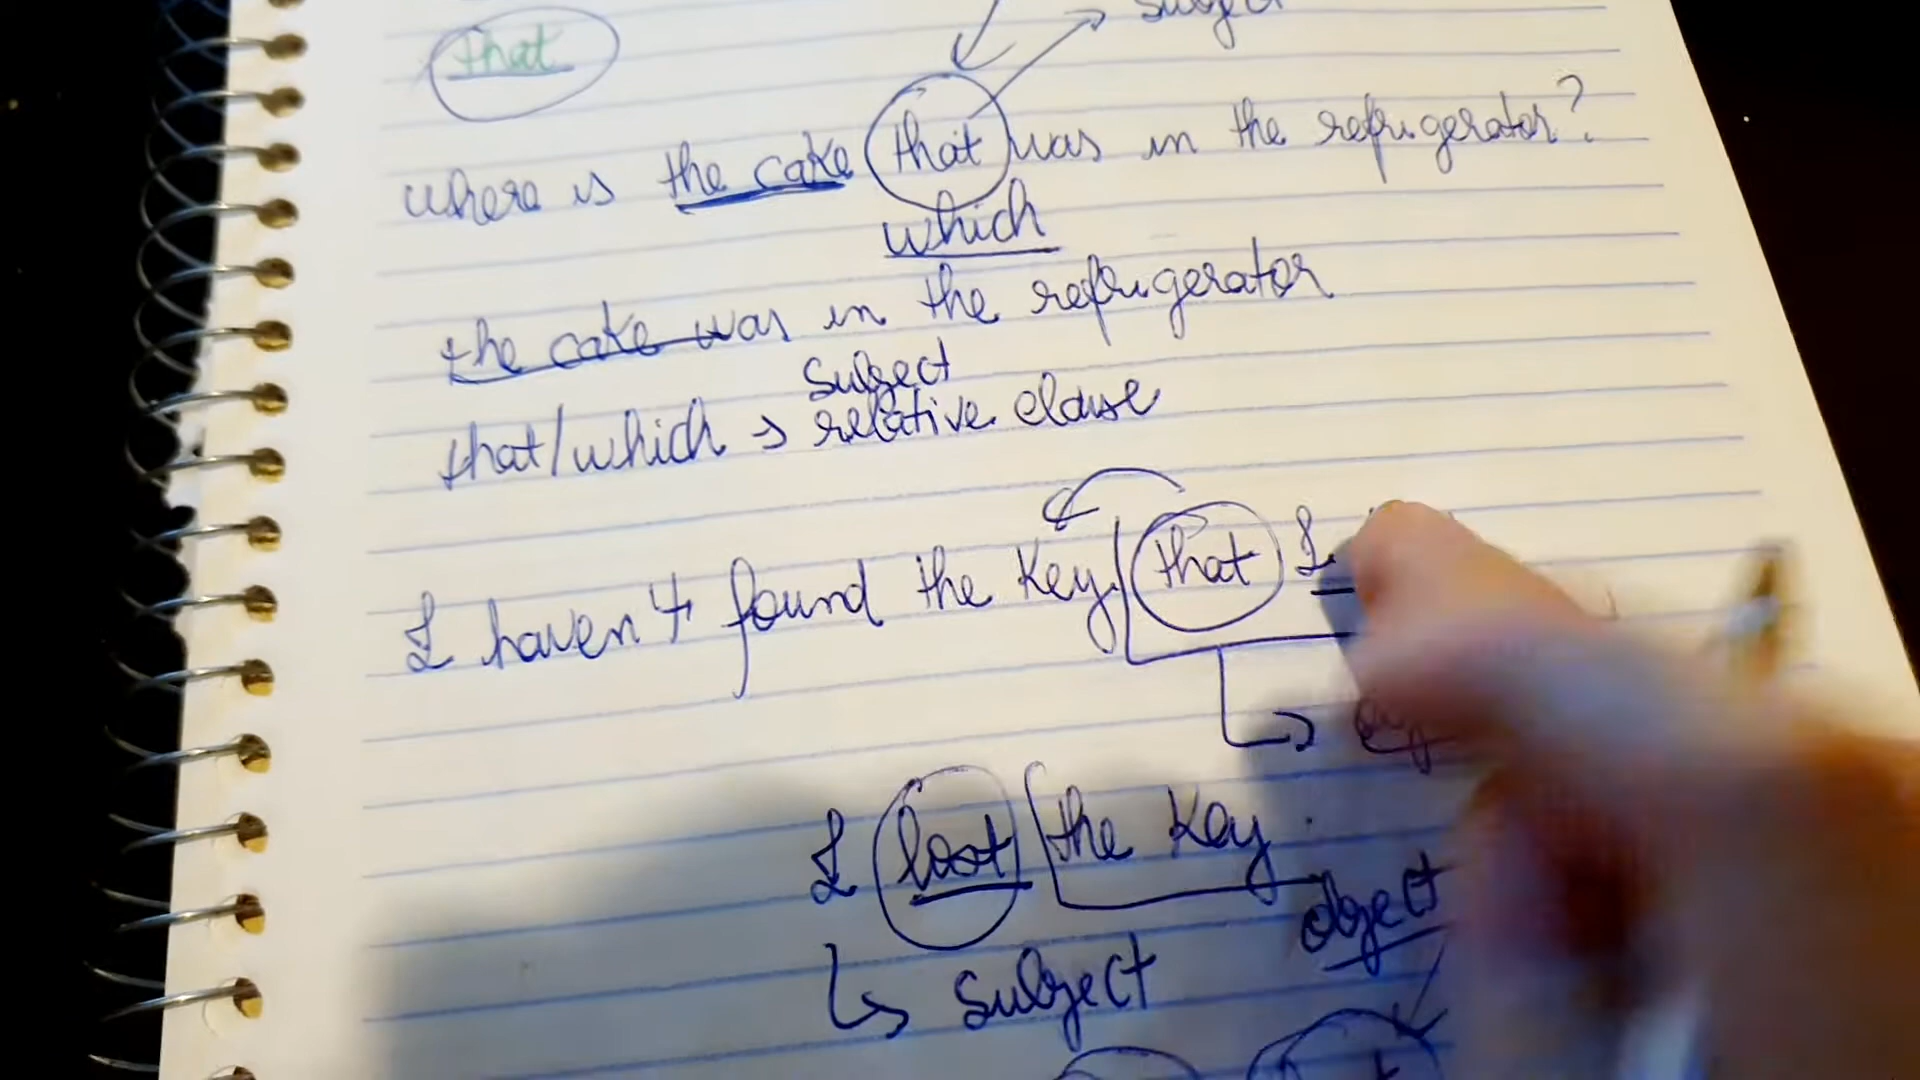 subject
that
where is the cake that was in the refrigerator?
which
the cake was in the refrigerator
subject
that/which → relative clause
I haven't found the key that I
I lost the key.
object
↳ subject